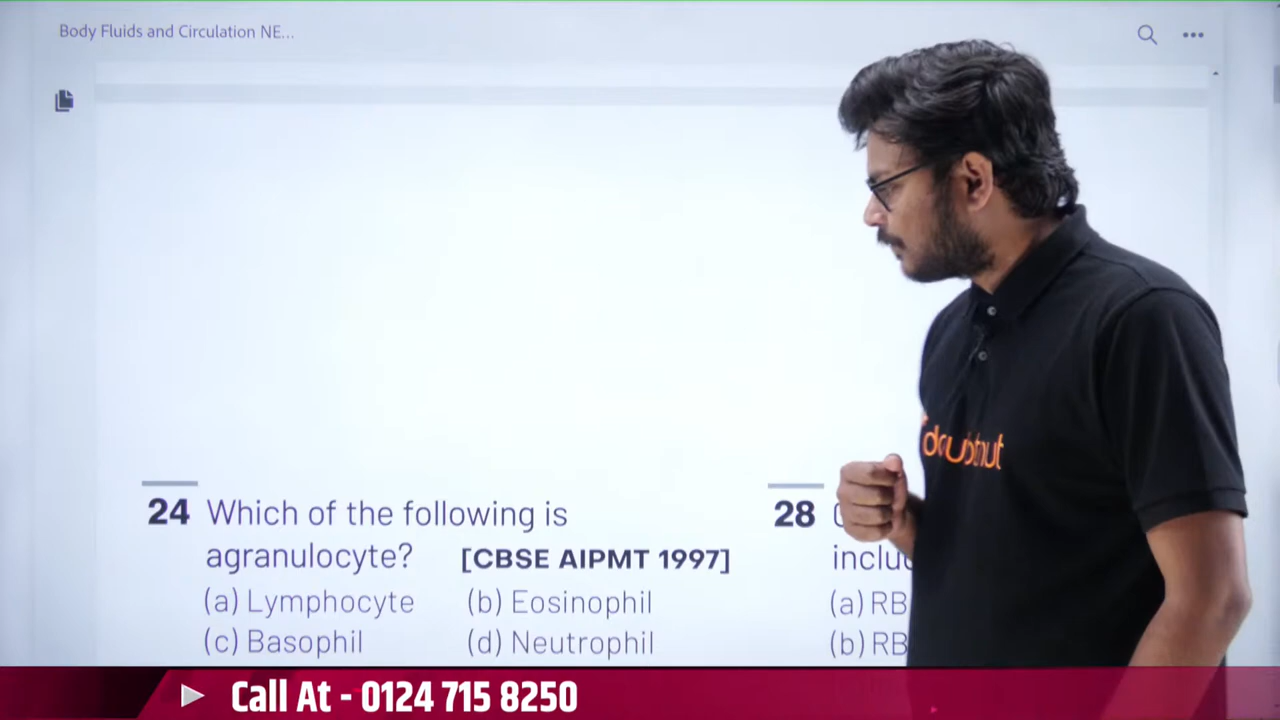 Body Fluids and Circulation NE...
24 Which of the following is
agranulocyte? [CBSE AIPMT 1997]
(a) Lymphocyte (b) Eosinophil
(c) Basophil (d) Neutrophil
28
(a) RB
(b) RB
doubtnut
Call At - 0124 715 8250